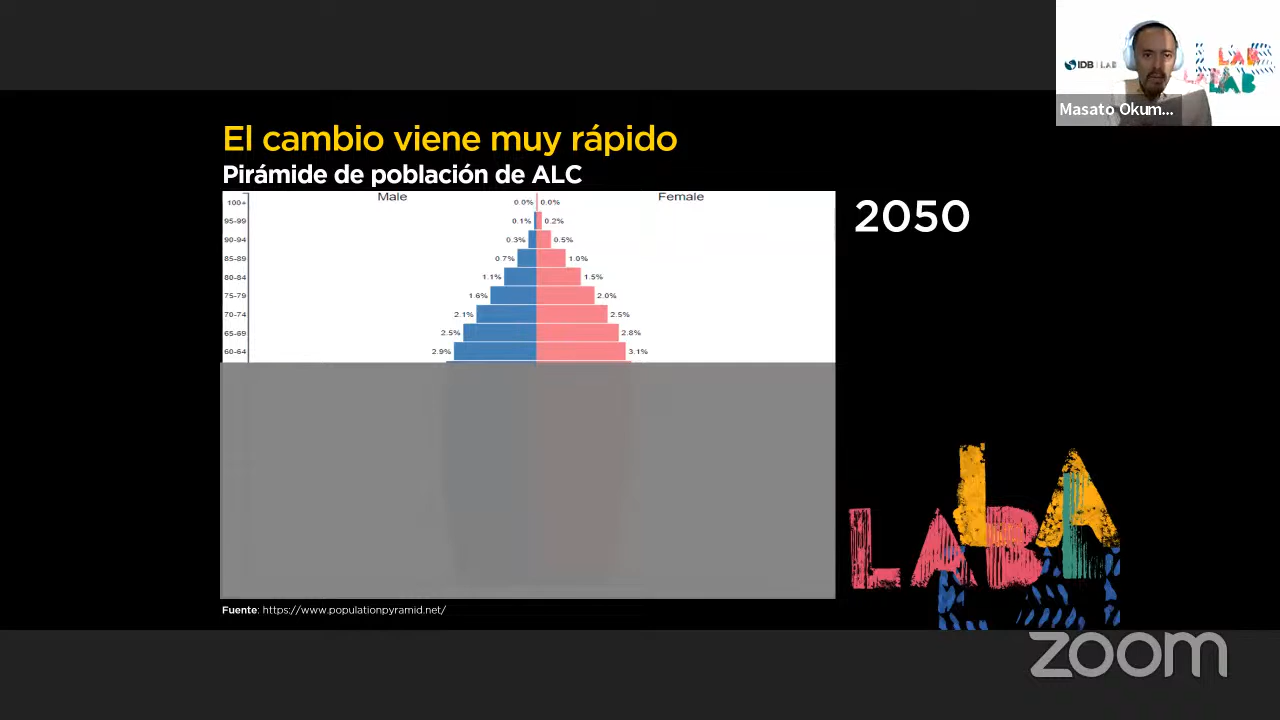 IDB | LAB
LAB
LAB
Masato Okum...
El cambio viene muy rápido
Pirámide de población de ALC
2050
Male
Female
100+ 0.0% 0.0%
95-99 0.1% 0.2%
90-94 0.3% 0.5%
85-89 0.7% 1.0%
80-84 1.1% 1.5%
75-79 1.6% 2.0%
70-74 2.1% 2.5%
65-69 2.5% 2.8%
60-64 2.9% 3.1%
LAB
Fuente: https://www.populationpyramid.net/
zoom